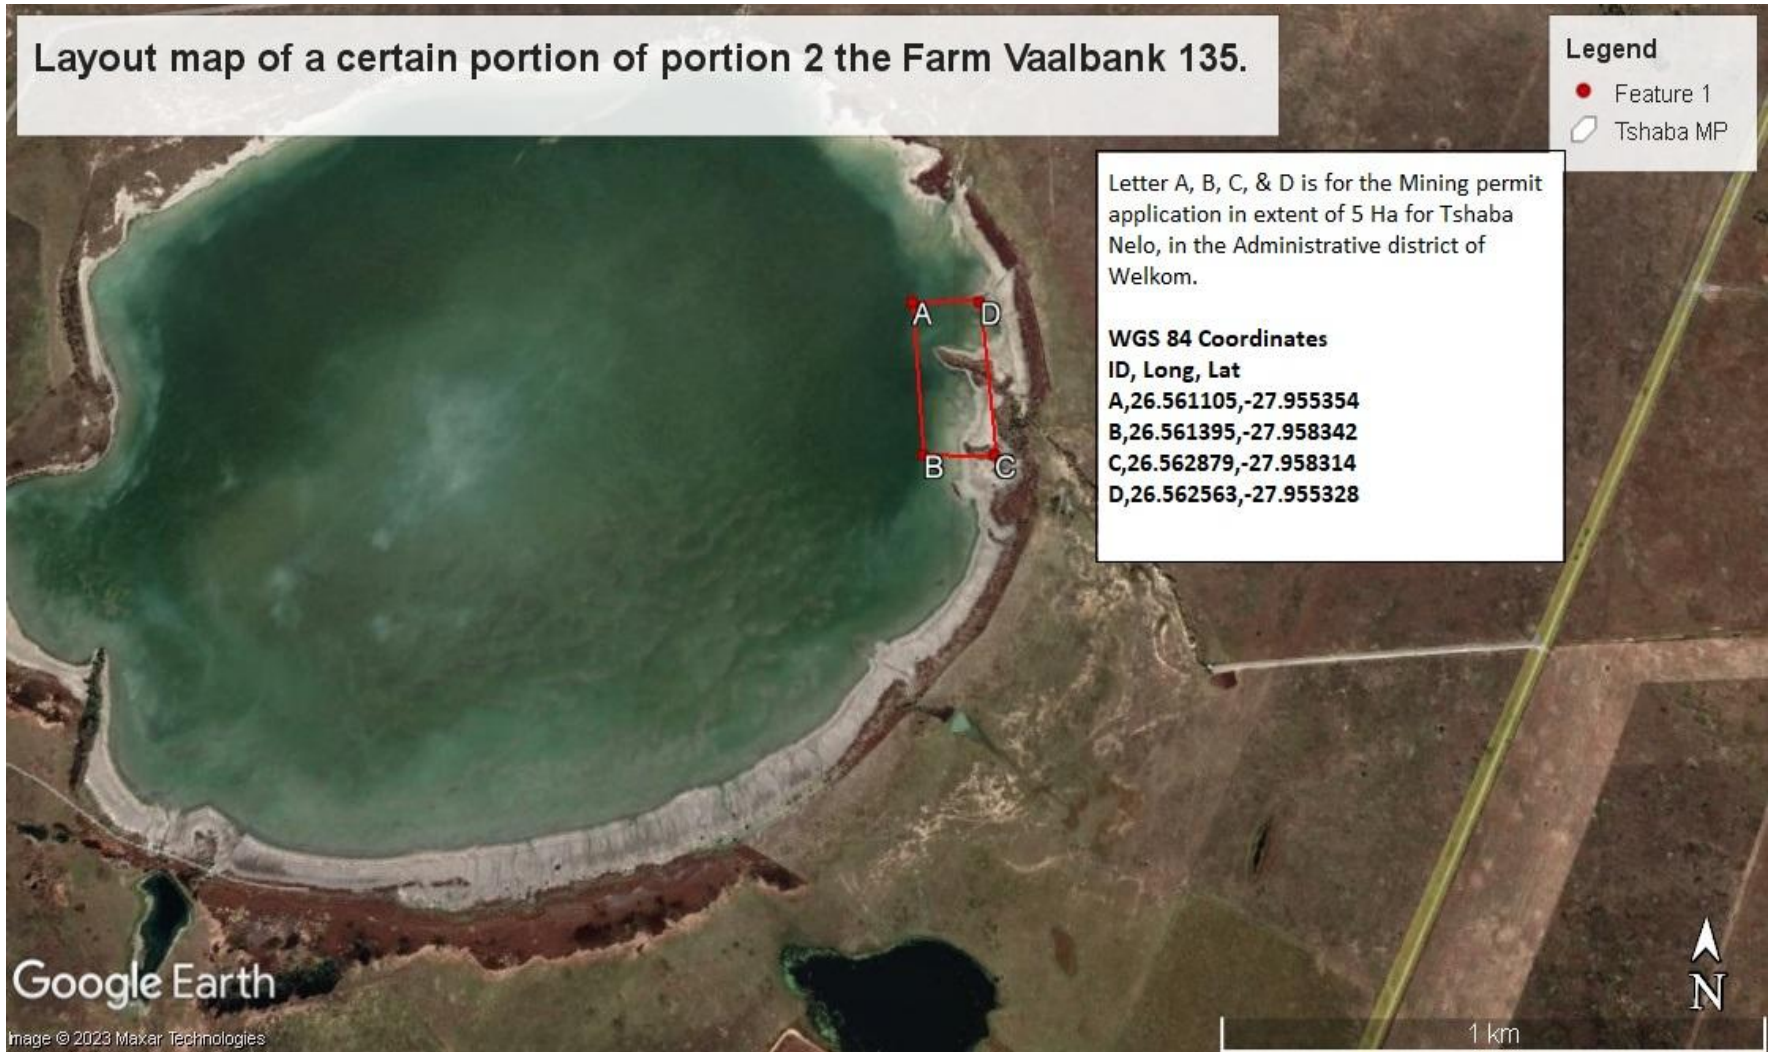 Layout map of a certain portion of portion 2 the Farm Vaalbank 135.
Legend
Feature 1
Tshaba MP
Letter A, B, C, & D is for the Mining permit
application in extent of 5 Ha for Tshaba
Nelo, in the Administrative district of
Welkom.
WGS 84 Coordinates
ID, Long, Lat
A,26.561105,-27.955354
B,26.561395,-27.958342
C,26.562879,-27.958314
D,26.562563,-27.955328
A
D
B
C
Google Earth
Image © 2023 Maxar Technologies
N
1 km